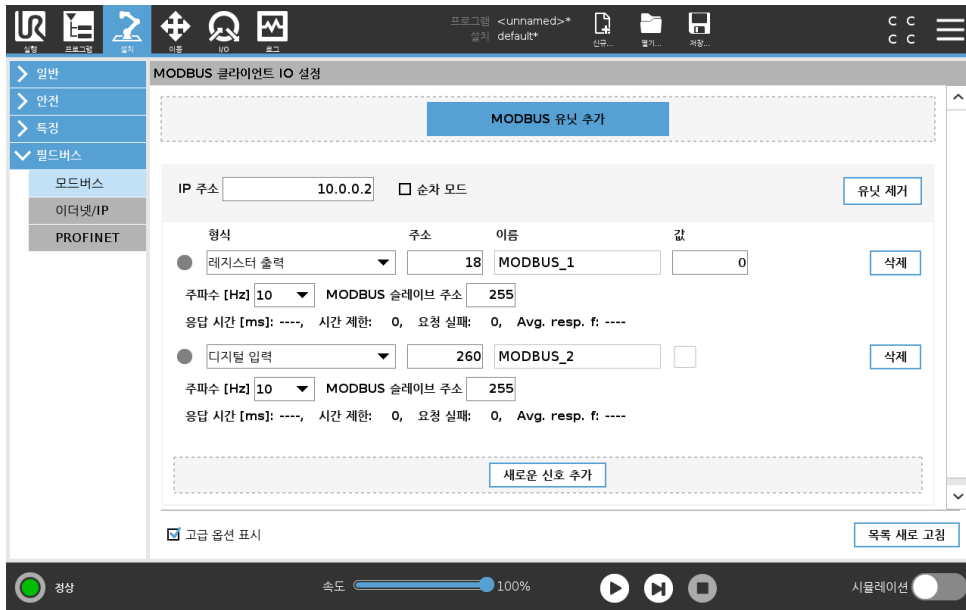 프로그램 <unnamed>*
설치 default*
실행 프로그램 설치 이동 I/O 로그 신규... 열기... 저장...
C C
C C
일반
안전
특징
필드버스
모드버스
이더넷/IP
PROFINET
MODBUS 클라이언트 IO 설정
MODBUS 유닛 추가
IP 주소 10.0.0.2 순차 모드 유닛 제거
형식 주소 이름 값
레지스터 출력 18 MODBUS_1 0 삭제
주파수 [Hz] 10 MODBUS 슬레이브 주소 255
응답 시간 [ms]: ----, 시간 제한: 0, 요청 실패: 0, Avg. resp. f: ----
디지털 입력 260 MODBUS_2 삭제
주파수 [Hz] 10 MODBUS 슬레이브 주소 255
응답 시간 [ms]: ----, 시간 제한: 0, 요청 실패: 0, Avg. resp. f: ----
새로운 신호 추가
고급 옵션 표시 목록 새로 고침
정상 속도 100% 시뮬레이션